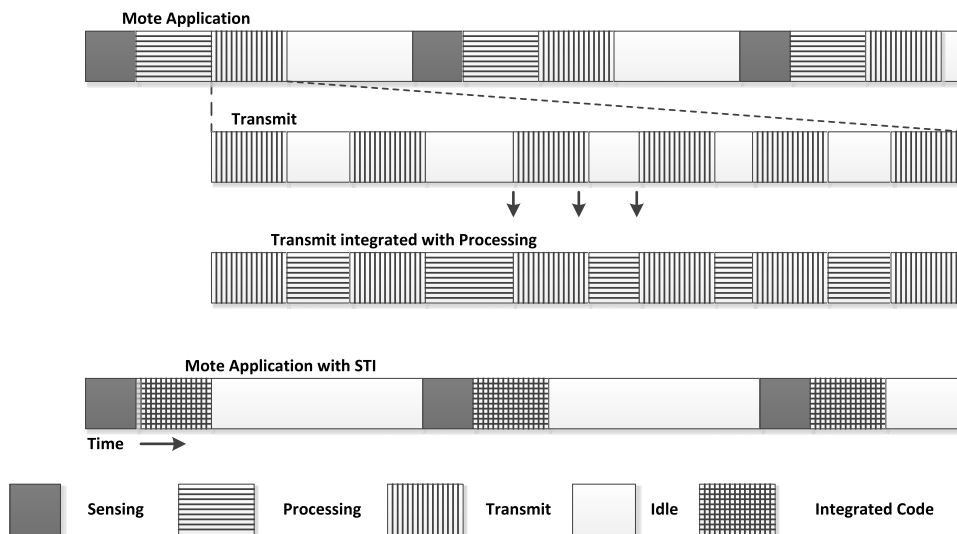 Mote Application
Transmit
Transmit integrated with Processing
Mote Application with STI
Time
Sensing
Processing
Transmit
Idle
Integrated Code